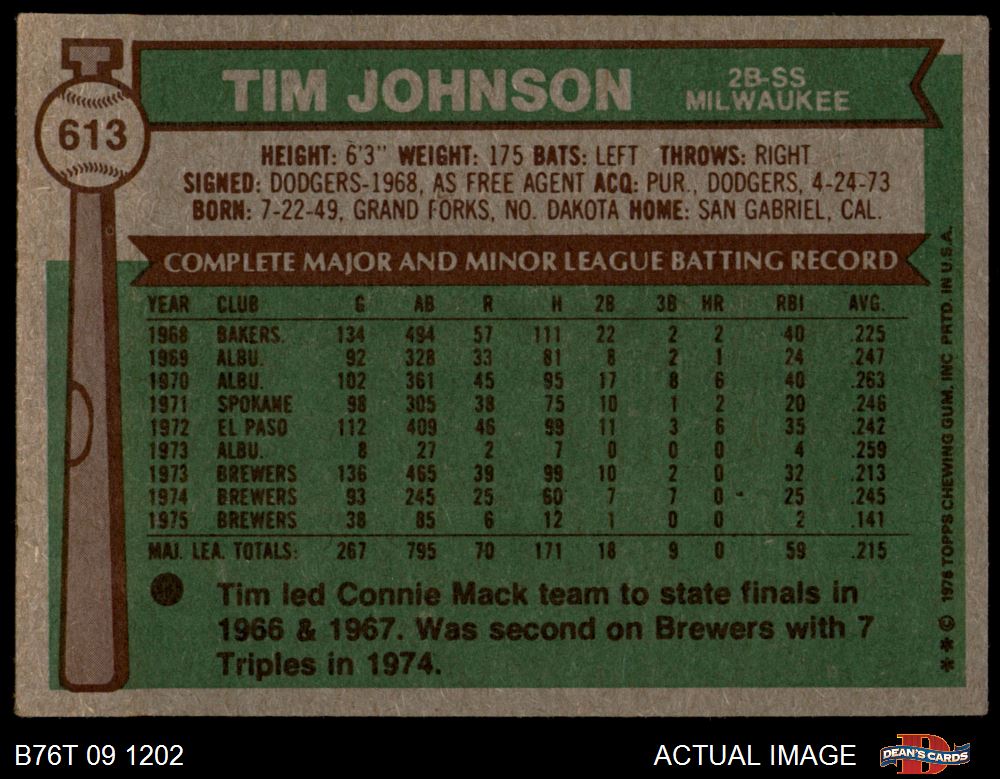 613
TIM JOHNSON
2B-SS
MILWAUKEE
HEIGHT: 6'3" WEIGHT: 175 BATS: LEFT THROWS: RIGHT
SIGNED: DODGERS-1968, AS FREE AGENT ACQ: PUR., DODGERS, 4-24-73
BORN: 7-22-49, GRAND FORKS, NO. DAKOTA HOME: SAN GABRIEL, CAL.
COMPLETE MAJOR AND MINOR LEAGUE BATTING RECORD
YEAR CLUB G AB R H 2B 3B HR RBI AVG.
1968 BAKERS. 134 494 57 111 22 2 2 40 .225
1969 ALBU. 92 328 33 81 8 2 1 24 .247
1970 ALBU. 102 361 45 95 17 8 6 40 .263
1971 SPOKANE 98 305 38 75 10 1 2 20 .246
1972 EL PASO 112 409 46 99 11 3 6 35 .242
1973 ALBU. 8 27 2 7 0 0 0 4 .259
1973 BREWERS 136 465 39 99 10 2 0 32 .213
1974 BREWERS 93 245 25 60 7 7 0 25 .245
1975 BREWERS 38 85 6 12 1 0 0 2 .141
MAJ. LEA. TOTALS: 267 795 70 171 18 9 0 59 .215
Tim led Connie Mack team to state finals in
1966 & 1967. Was second on Brewers with 7
Triples in 1974.
** © 1976 TOPPS CHEWING GUM, INC. PRTD. IN U.S.A.
B76T 09 1202
ACTUAL IMAGE
DEAN'S CARDS